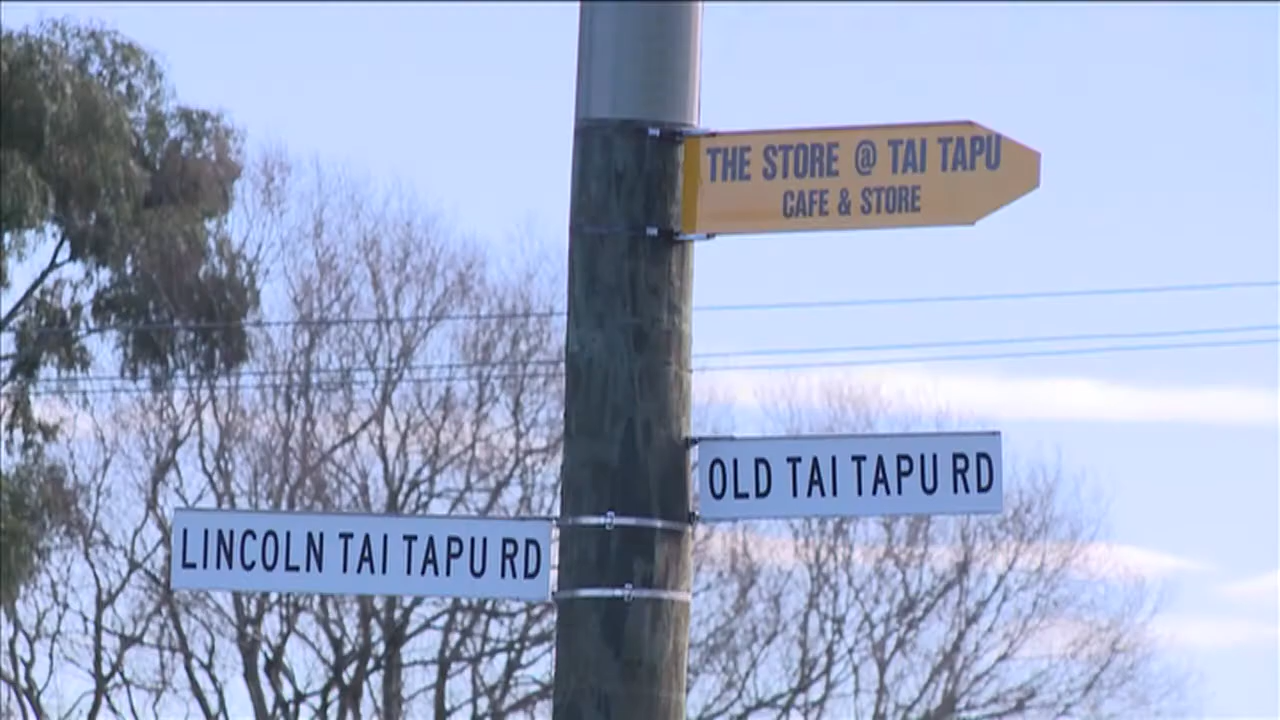 THE STORE @ TAI TAPU
CAFE & STORE
OLD TAI TAPU RD
LINCOLN TAI TAPU RD